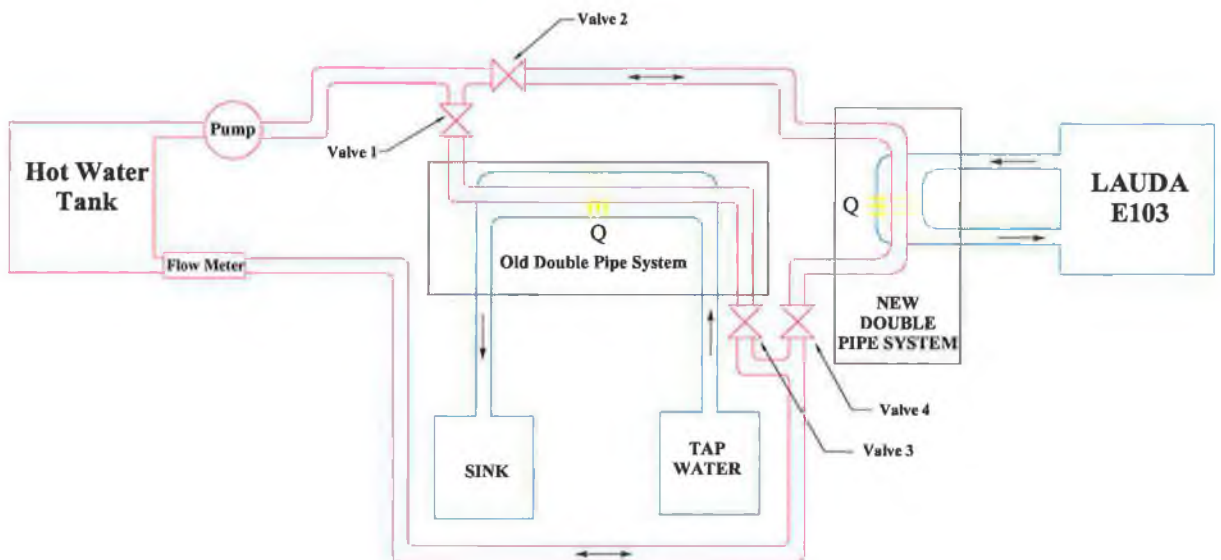 Valve 2
Pump
Valve 1
Hot Water
Tank
LAUDA
E103
Q
Q
Old Double Pipe System
Flow Meter
NEW
DOUBLE
PIPE SYSTEM
Valve 4
Valve 3
SINK
TAP
WATER